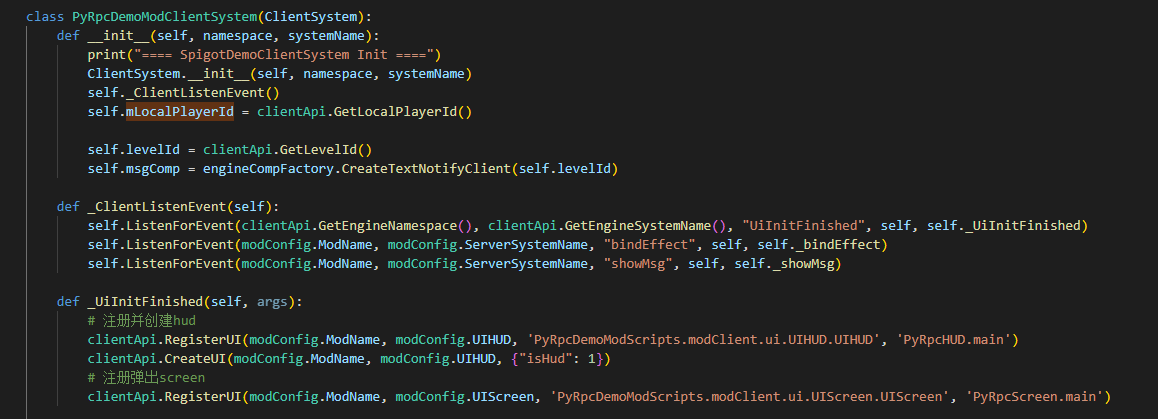 class PyRpcDemoModClientSystem(ClientSystem):
def __init__(self, namespace, systemName):
print("==== SpigotDemoClientSystem Init ====")
ClientSystem.__init__(self, namespace, systemName)
self._ClientListenEvent()
self.mLocalPlayerId = clientApi.GetLocalPlayerId()
self.levelId = clientApi.GetLevelId()
self.msgComp = engineCompFactory.CreateTextNotifyClient(self.levelId)
def _ClientListenEvent(self):
self.ListenForEvent(clientApi.GetEngineNamespace(), clientApi.GetEngineSystemName(), "UiInitFinished", self, self._UiInitFinished)
self.ListenForEvent(modConfig.ModName, modConfig.ServerSystemName, "bindEffect", self, self._bindEffect)
self.ListenForEvent(modConfig.ModName, modConfig.ServerSystemName, "showMsg", self, self._showMsg)
def _UiInitFinished(self, args):
# 注册并创建hud
clientApi.RegisterUI(modConfig.ModName, modConfig.UIHUD, 'PyRpcDemoModScripts.modClient.ui.UIHUD.UIHUD', 'PyRpcHUD.main')
clientApi.CreateUI(modConfig.ModName, modConfig.UIHUD, {"isHud": 1})
# 注册弹出screen
clientApi.RegisterUI(modConfig.ModName, modConfig.UIScreen, 'PyRpcDemoModScripts.modClient.ui.UIScreen.UIScreen', 'PyRpcScreen.main')